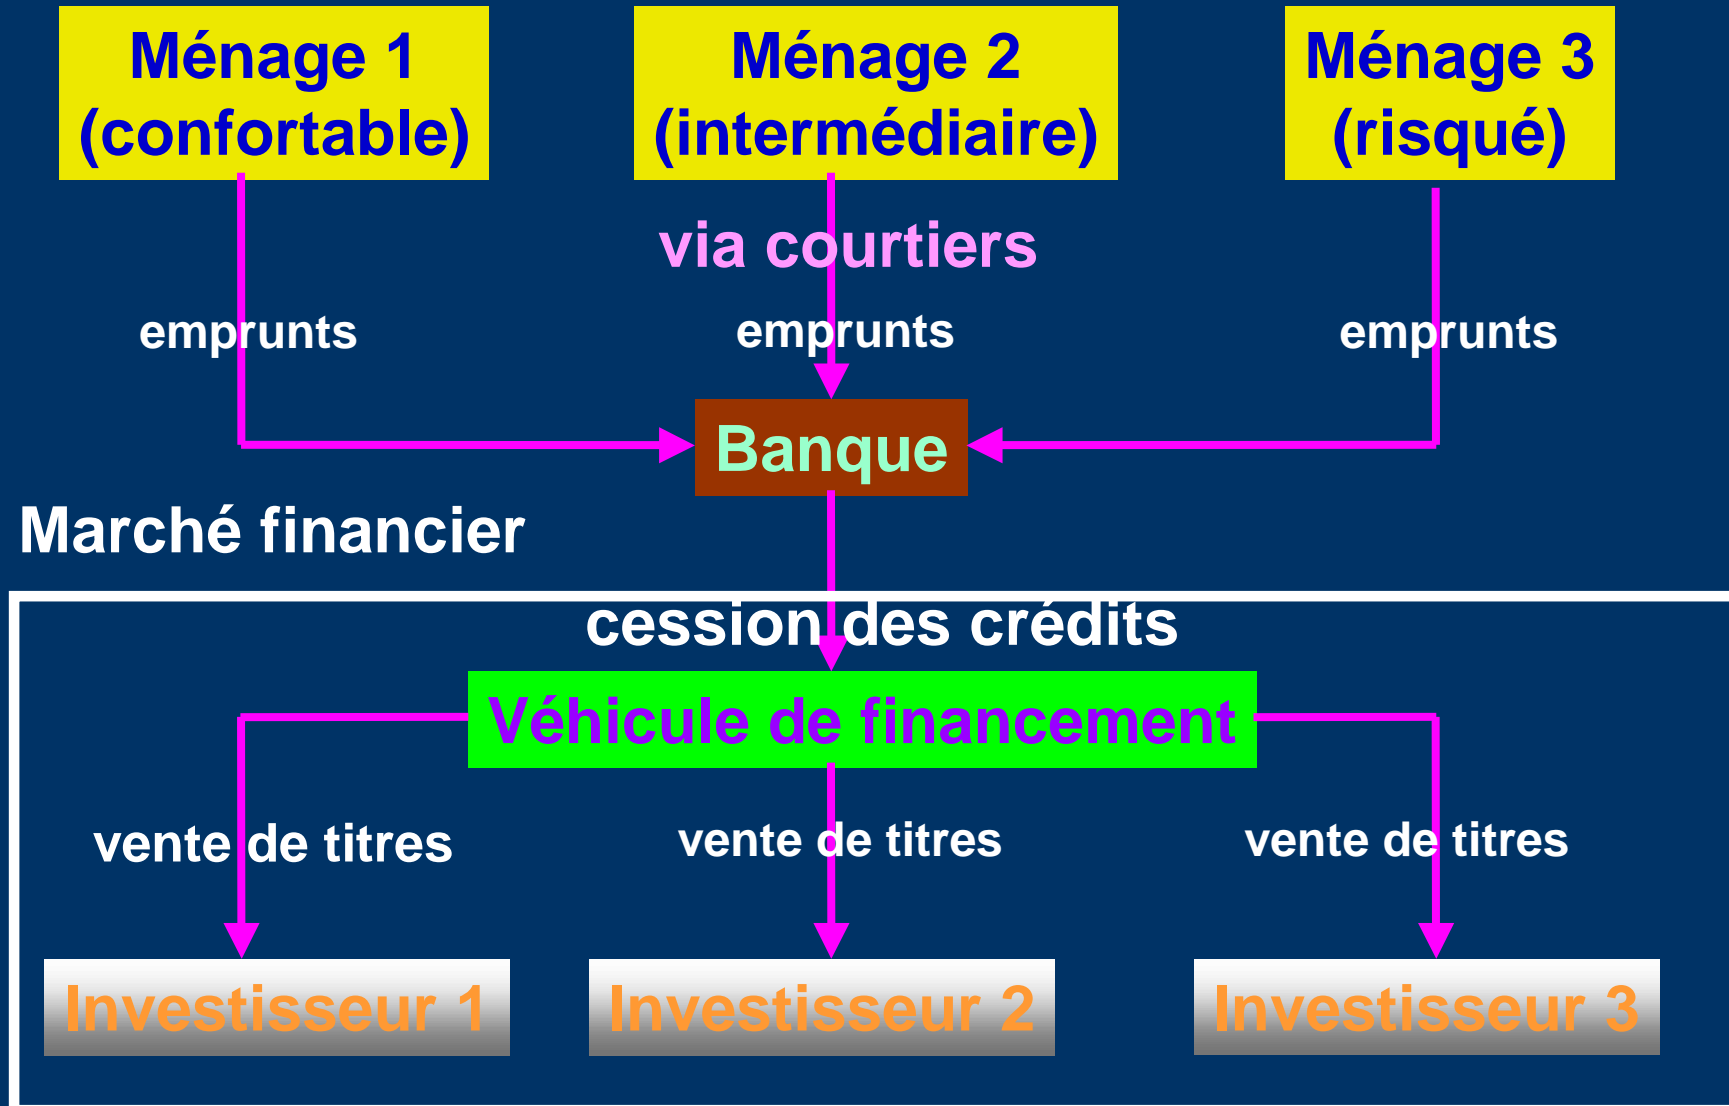 Ménage 1
(confortable)
Ménage 2
(intermédiaire)
Ménage 3
(risqué)
via courtiers
emprunts
emprunts
emprunts
Banque
Marché financier
cession des crédits
Véhicule de financement
vente de titres
vente de titres
vente de titres
Investisseur 1
Investisseur 2
Investisseur 3